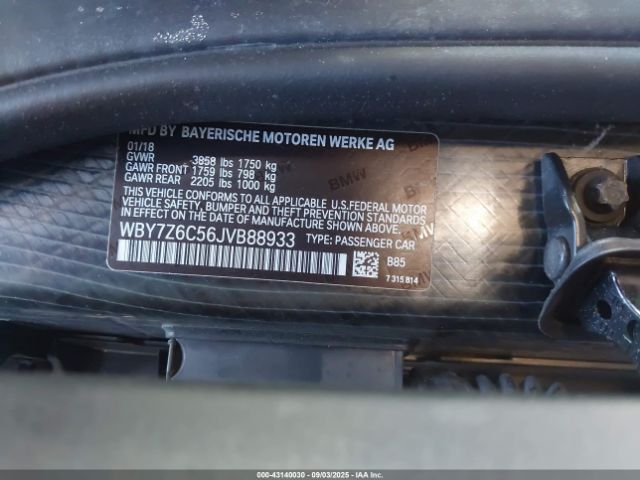 MFD BY BAYERISCHE MOTOREN WERKE AG
01/18
GVWR 3858 lbs 1750 kg
GAWR FRONT 1759 lbs 798 kg
GAWR REAR 2205 lbs 1000 kg
THIS VEHICLE CONFORMS TO ALL APPLICABLE U.S.FEDERAL MOTOR
VEHICLE SAFETY, BUMPER AND THEFT PREVENTION STANDARDS
IN EFFECT ON THE DATE OF MANUFACTURE SHOWN ABOVE.
WBY7Z6C56JVB88933 TYPE: PASSENGER CAR
B85
7 315 814
BMW
000-43140030 - 09/03/2025 - IAAI.COM